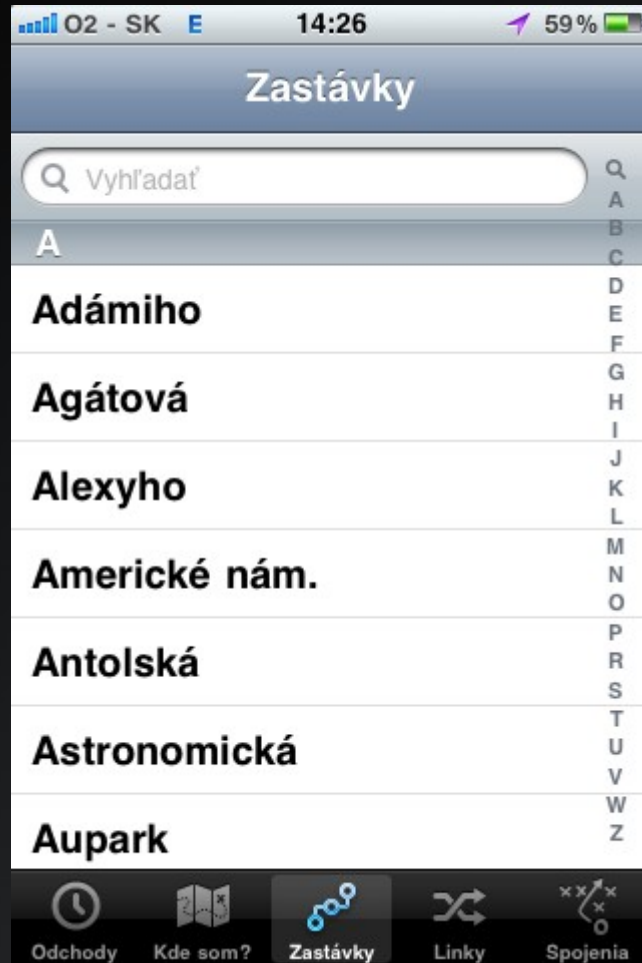 O2 - SK E 14:26 59%
Zastávky
Vyhľadať
A
Adámiho
Agátová
Alexyho
Americké nám.
Antolská
Astronomická
Aupark
A
B
C
D
E
F
G
H
I
J
K
L
M
N
O
P
R
S
T
U
V
W
Z
Odchody Kde som? Zastávky Linky Spojenia